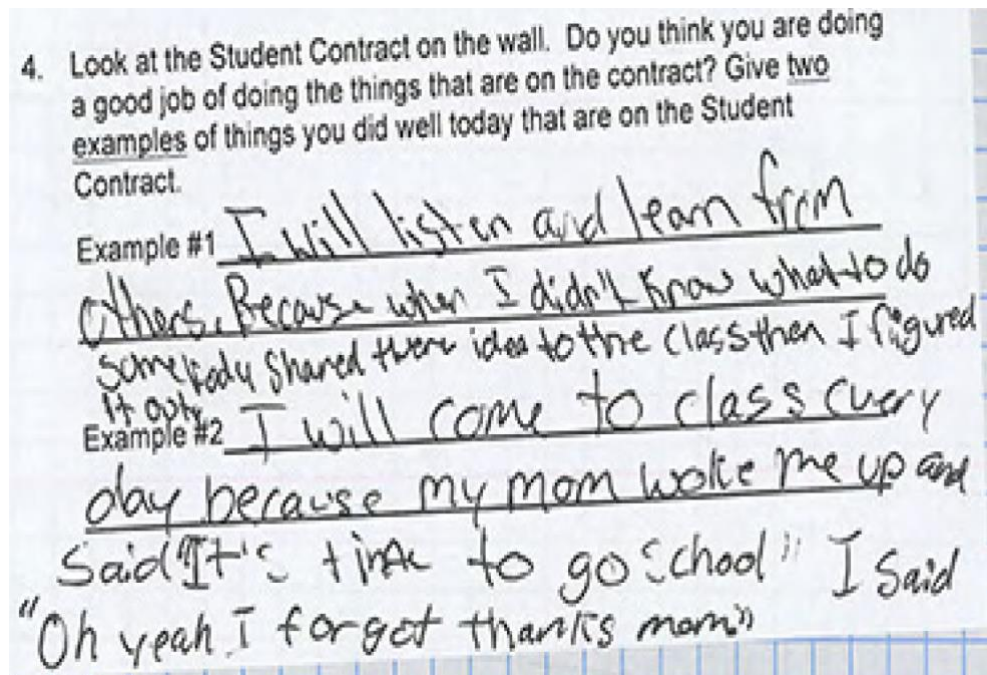 4. Look at the Student Contract on the wall. Do you think you are doing
a good job of doing the things that are on the contract? Give two
examples of things you did well today that are on the Student
Contract.
Example #1 I will listen and learn from
others. Because when I didn't know what to do
somebody shared there idea to the class then I figured
it out.
Example #2 I will come to class every
day because my mom woke me up and
said "It's time to go school" I said
"Oh yeah I forgot thanks mom"